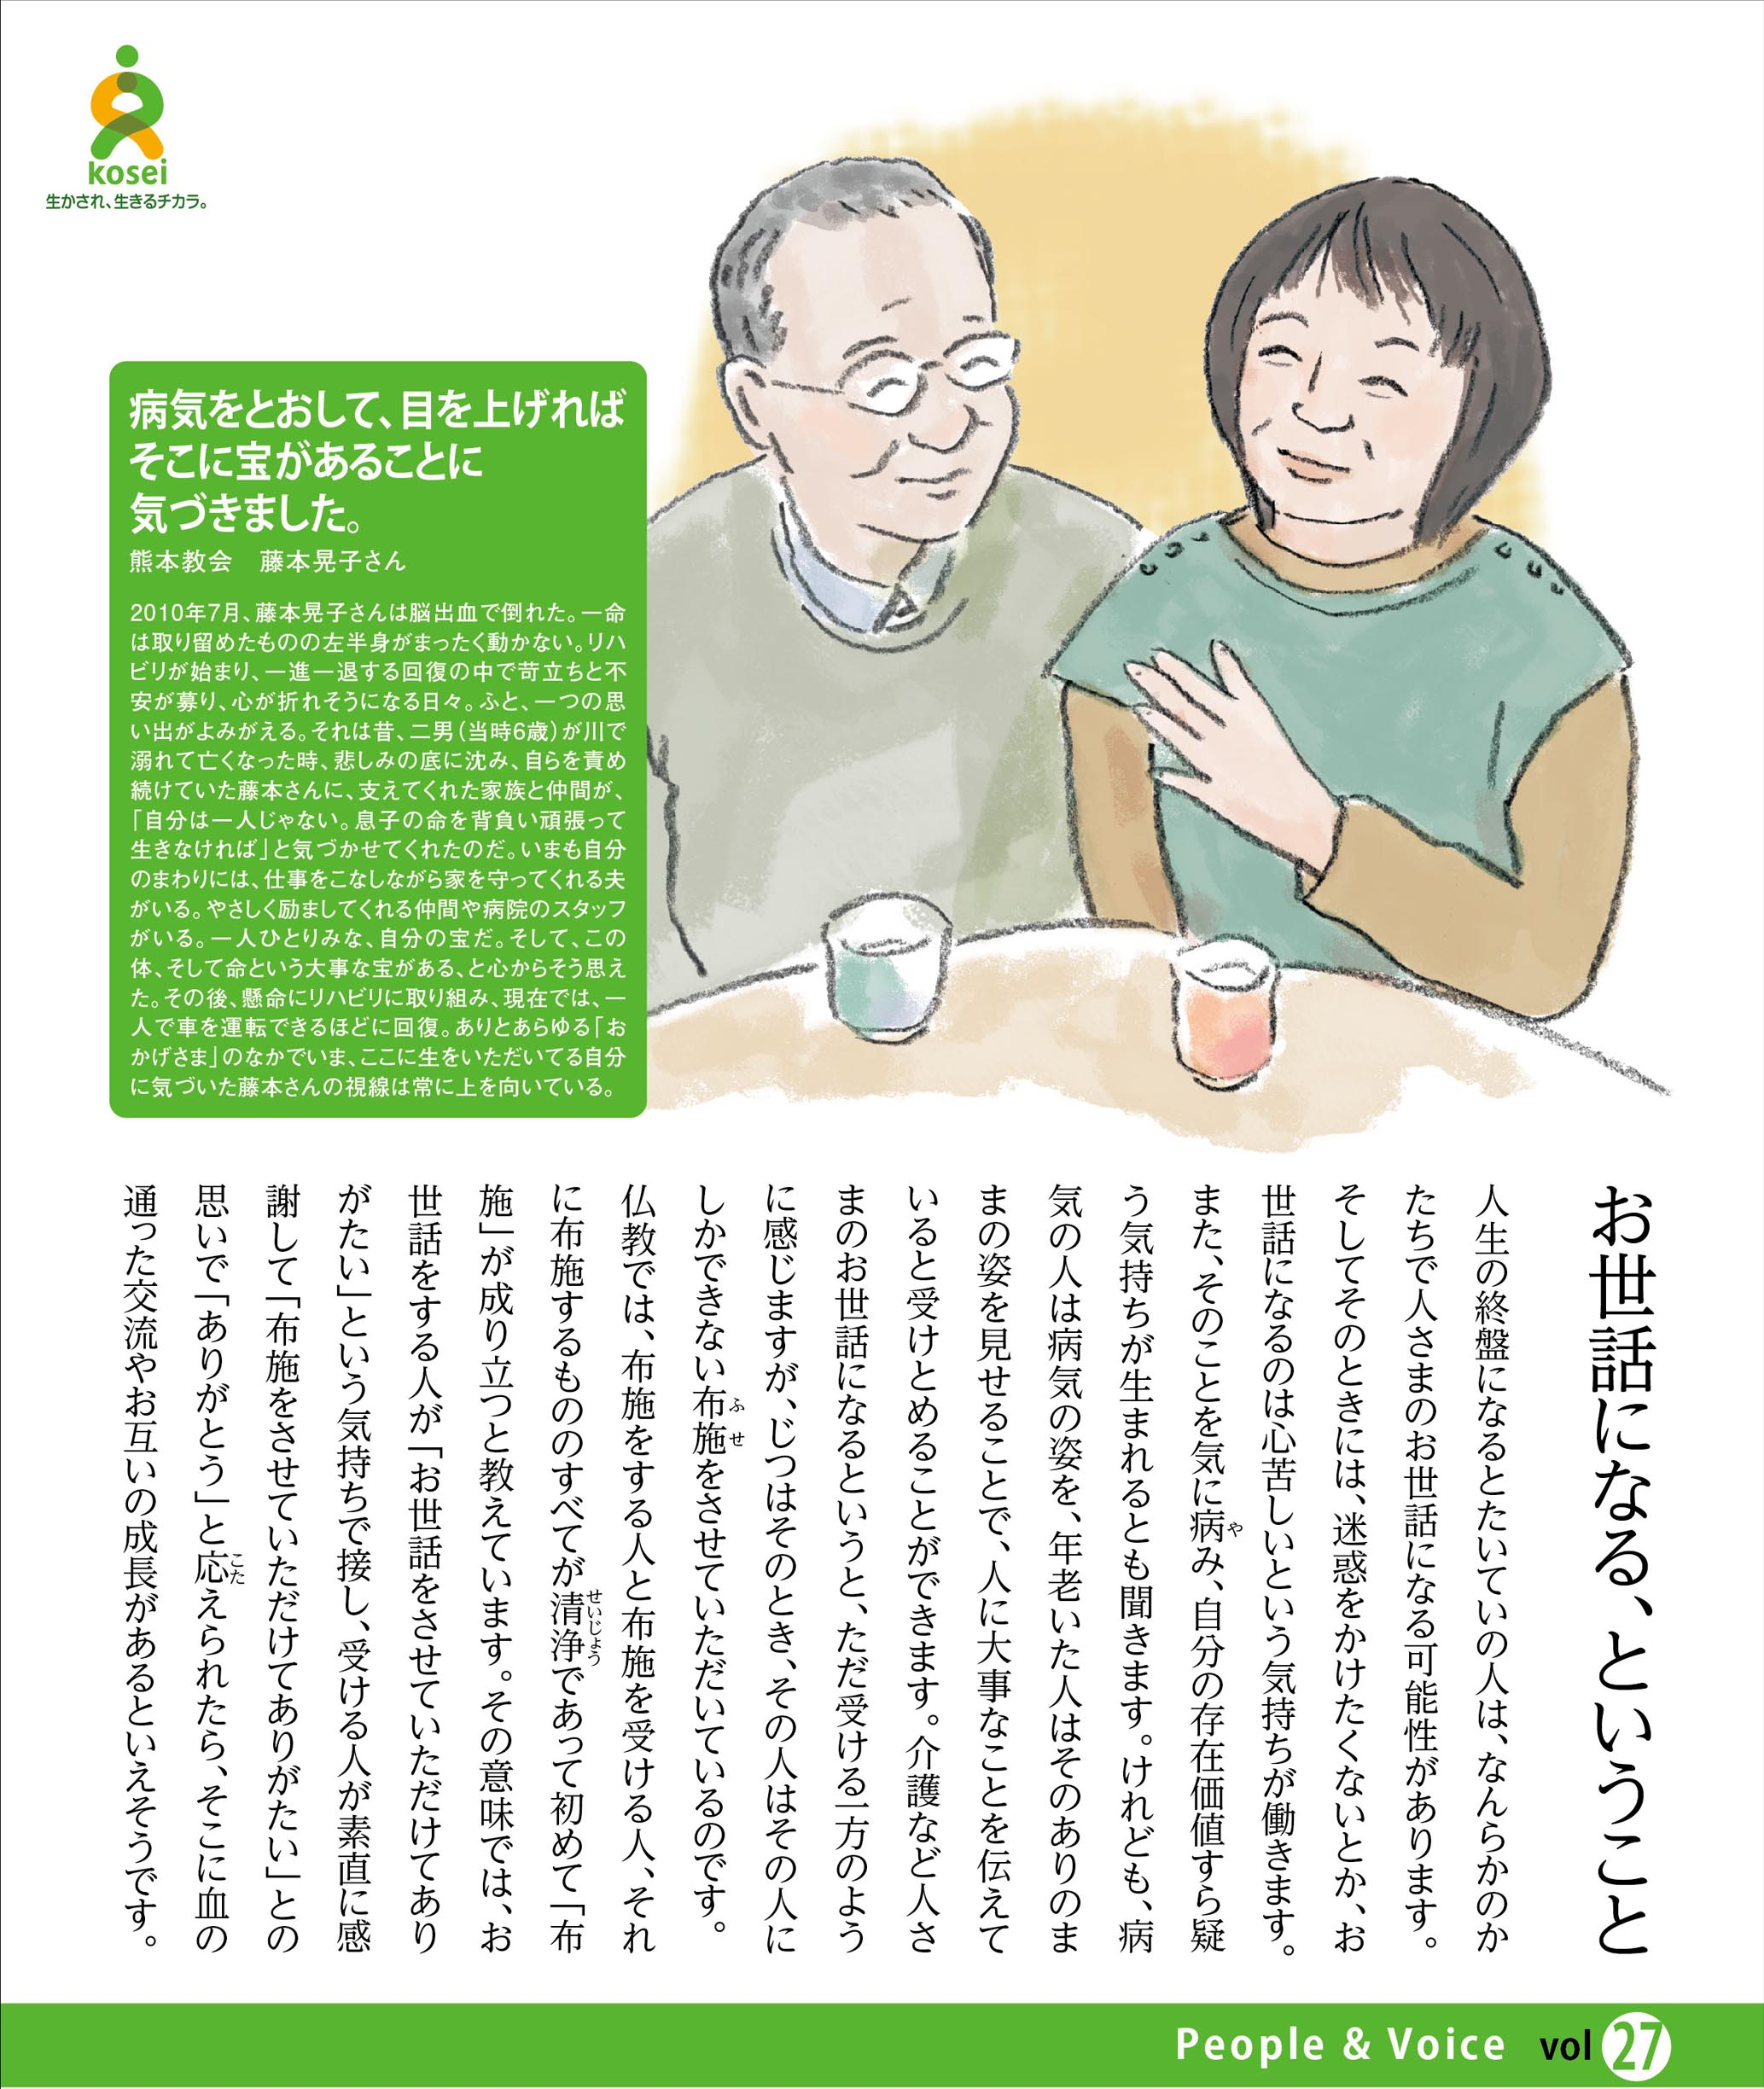 kosei
生かされ、生きるチカラ。
病気をとおして、目を上げれば
そこに宝があることに
気づきました。
熊本教会　藤本晃子さん
2010年7月、藤本晃子さんは脳出血で倒れた。一命
は取り留めたものの左半身がまったく動かない。リハ
ビリが始まり、一進一退する回復の中で苛立ちと不
安が募り、心が折れそうになる日々。ふと、一つの思
い出がよみがえる。それは昔、二男（当時6歳）が川で
溺れて亡くなった時、悲しみの底に沈み、自らを責め
続けていた藤本さんに、支えてくれた家族と仲間が、
「自分は一人じゃない。息子の命を背負い頑張って
生きなければ」と気づかせてくれたのだ。いまも自分
のまわりには、仕事をこなしながら家を守ってくれる夫
がいる。やさしく励ましてくれる仲間や病院のスタッフ
がいる。一人ひとりみな、自分の宝だ。そして、この
体、そして命という大事な宝がある、と心からそう思え
た。その後、懸命にリハビリに取り組み、現在では、一
人で車を運転できるほどに回復。ありとあらゆる「お
かげさま」のなかでいま、ここに生をいただいてる自分
に気づいた藤本さんの視線は常に上を向いている。
お世話になる、ということ
人生の終盤になるとたいていの人は、なんらかのか
たちで人さまのお世話になる可能性があります。
そしてそのときには、迷惑をかけたくないとか、お
世話になるのは心苦しいという気持ちが働きます。
また、そのことを気に病み、自分の存在価値すら疑
う気持ちが生まれるとも聞きます。けれども、病
気の人は病気の姿を、年老いた人はそのありのま
まの姿を見せることで、人に大事なことを伝えて
いると受けとめることができます。介護など人さ
まのお世話になるというと、ただ受ける一方のよう
に感じますが、じつはそのとき、その人はその人に
しかできない布施をさせていただいているのです。
仏教では、布施をする人と布施を受ける人、それ
に布施するもののすべてが清浄であって初めて「布
施」が成り立つと教えています。その意味では、お
世話をする人が「お世話をさせていただけてあり
がたい」という気持ちで接し、受ける人が素直に感
謝して「布施をさせていただけてありがたい」との
思いで「ありがとう」と応えられたら、そこに血の
通った交流やお互いの成長があるといえそうです。
や
ふせ
せいじょう
こた
People & Voice vol 27